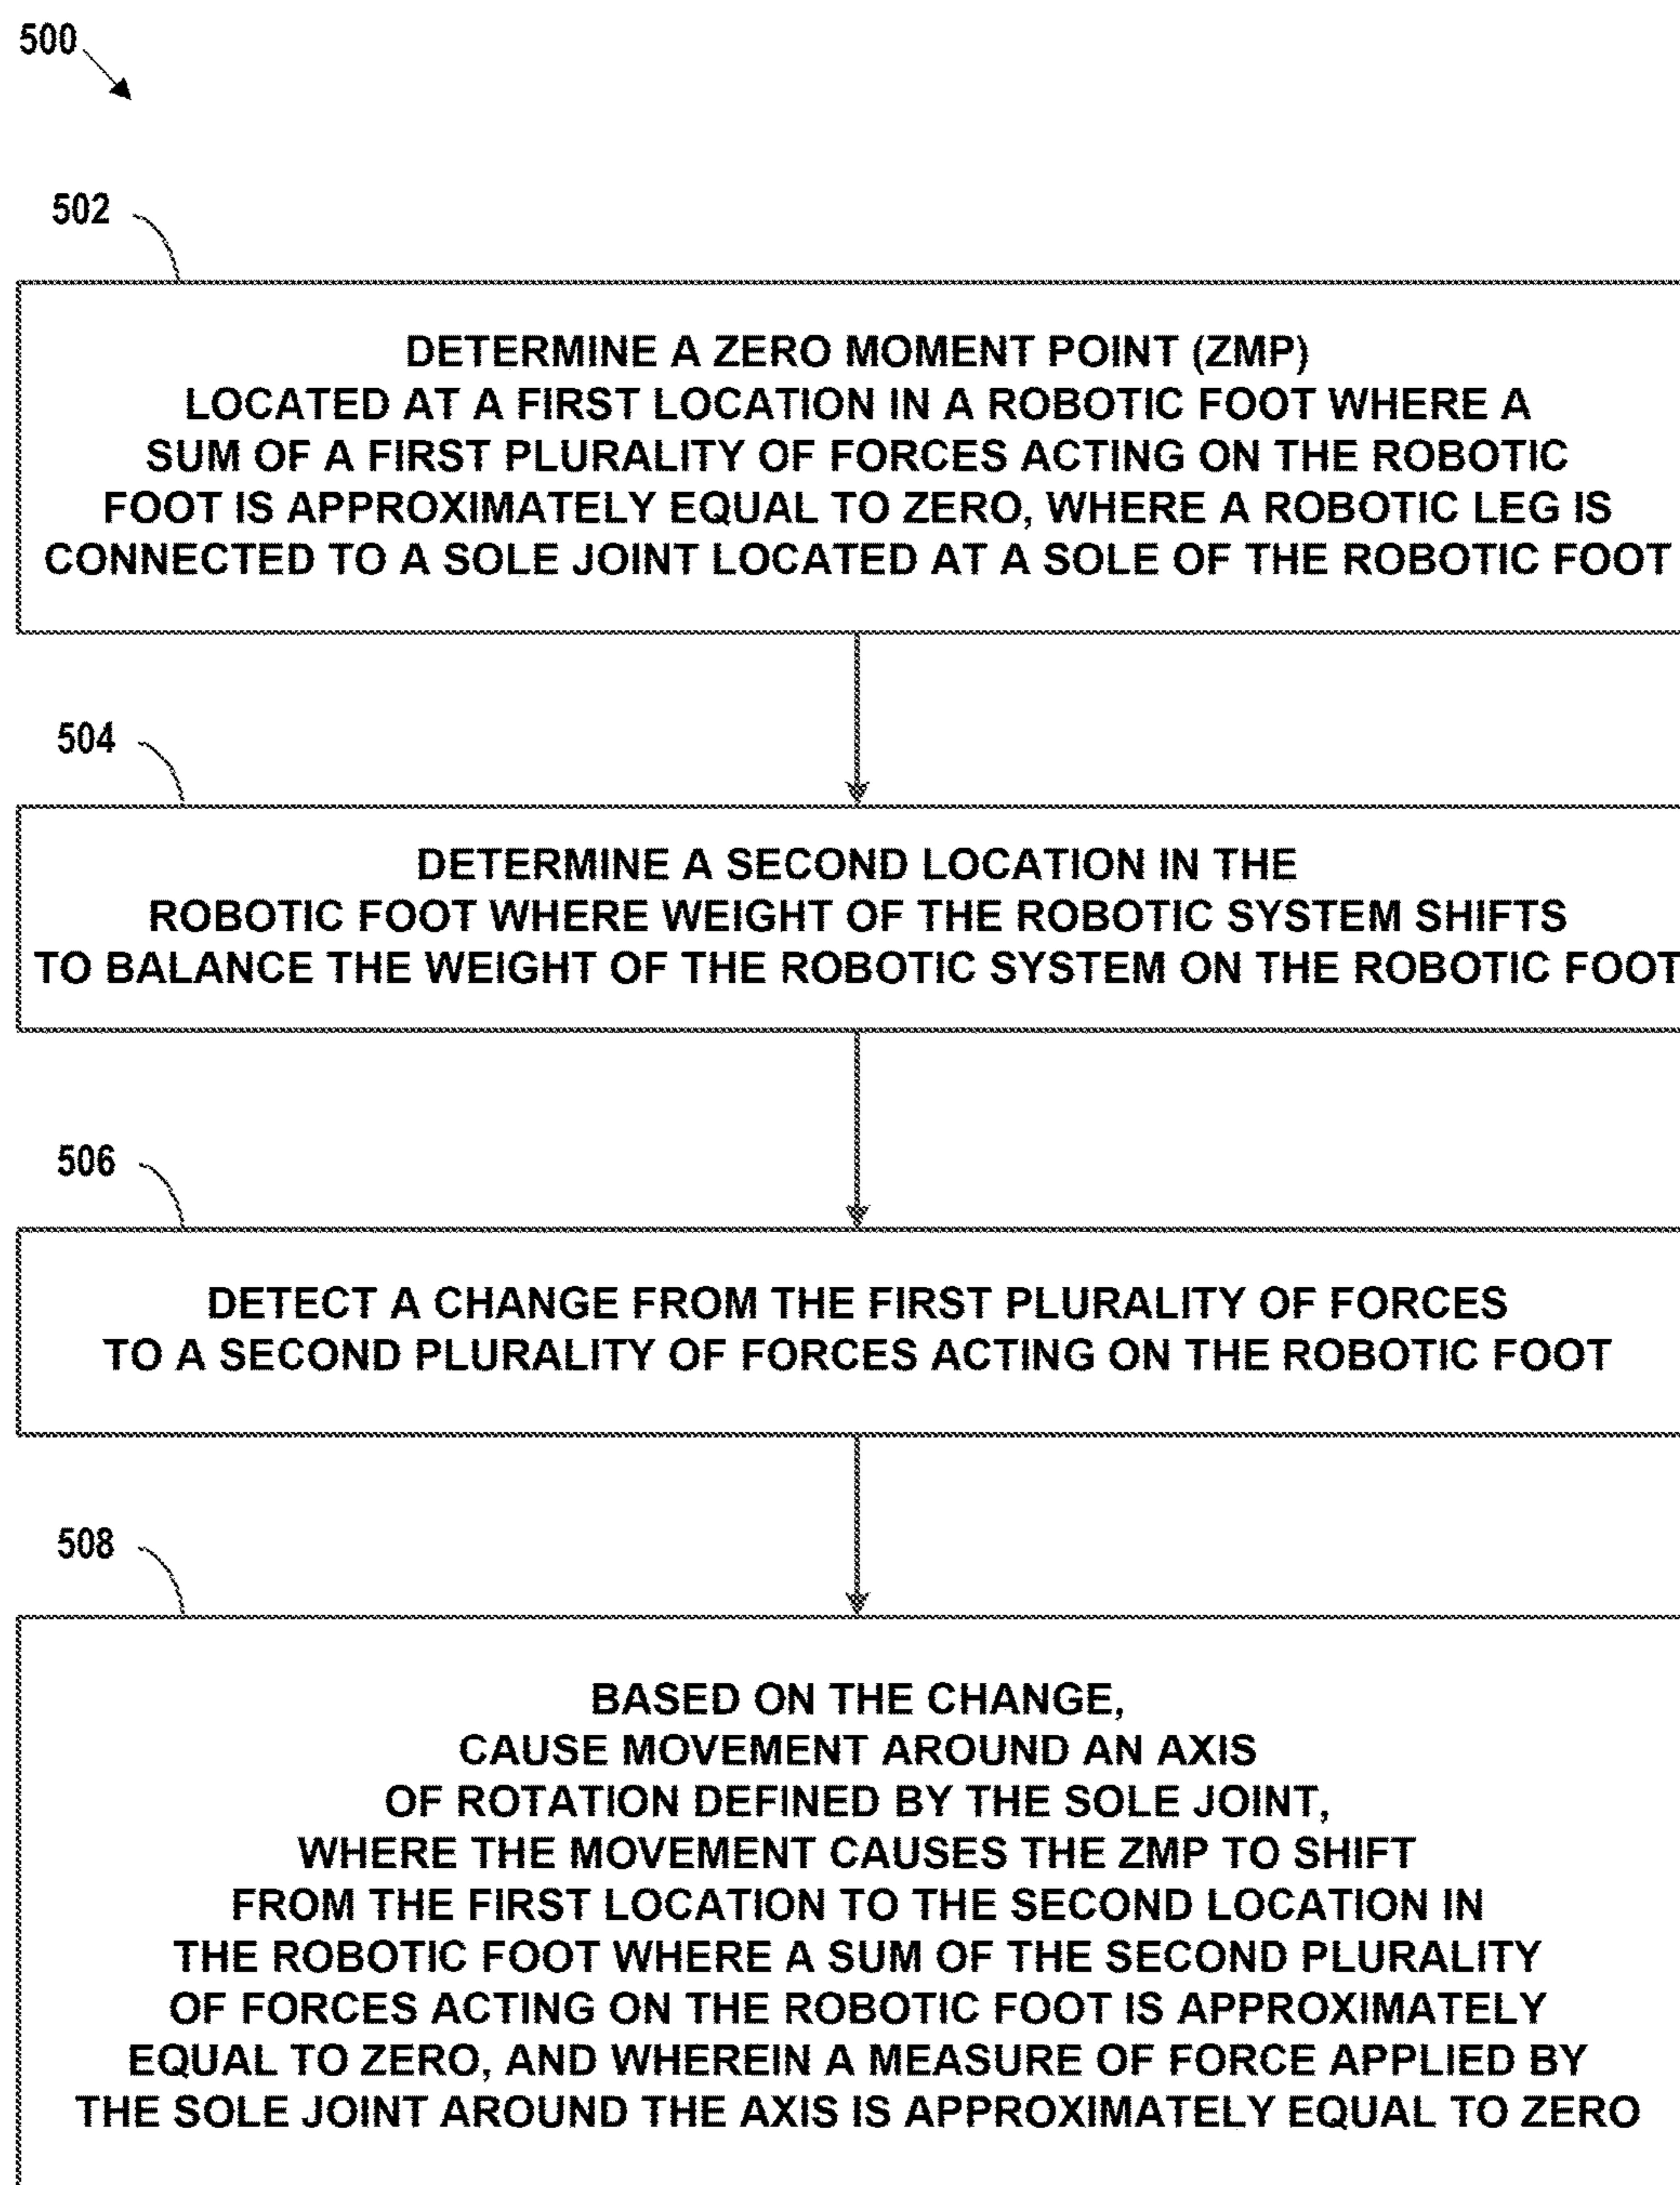 500
502
DETERMINE A ZERO MOMENT POINT (ZMP)
LOCATED AT A FIRST LOCATION IN A ROBOTIC FOOT WHERE A
SUM OF A FIRST PLURALITY OF FORCES ACTING ON THE ROBOTIC
FOOT IS APPROXIMATELY EQUAL TO ZERO, WHERE A ROBOTIC LEG IS
CONNECTED TO A SOLE JOINT LOCATED AT A SOLE OF THE ROBOTIC FOOT
504
DETERMINE A SECOND LOCATION IN THE
ROBOTIC FOOT WHERE WEIGHT OF THE ROBOTIC SYSTEM SHIFTS
TO BALANCE THE WEIGHT OF THE ROBOTIC SYSTEM ON THE ROBOTIC FOOT
506
DETECT A CHANGE FROM THE FIRST PLURALITY OF FORCES
TO A SECOND PLURALITY OF FORCES ACTING ON THE ROBOTIC FOOT
508
BASED ON THE CHANGE,
CAUSE MOVEMENT AROUND AN AXIS
OF ROTATION DEFINED BY THE SOLE JOINT,
WHERE THE MOVEMENT CAUSES THE ZMP TO SHIFT
FROM THE FIRST LOCATION TO THE SECOND LOCATION IN
THE ROBOTIC FOOT WHERE A SUM OF THE SECOND PLURALITY
OF FORCES ACTING ON THE ROBOTIC FOOT IS APPROXIMATELY
EQUAL TO ZERO, AND WHEREIN A MEASURE OF FORCE APPLIED BY
THE SOLE JOINT AROUND THE AXIS IS APPROXIMATELY EQUAL TO ZERO